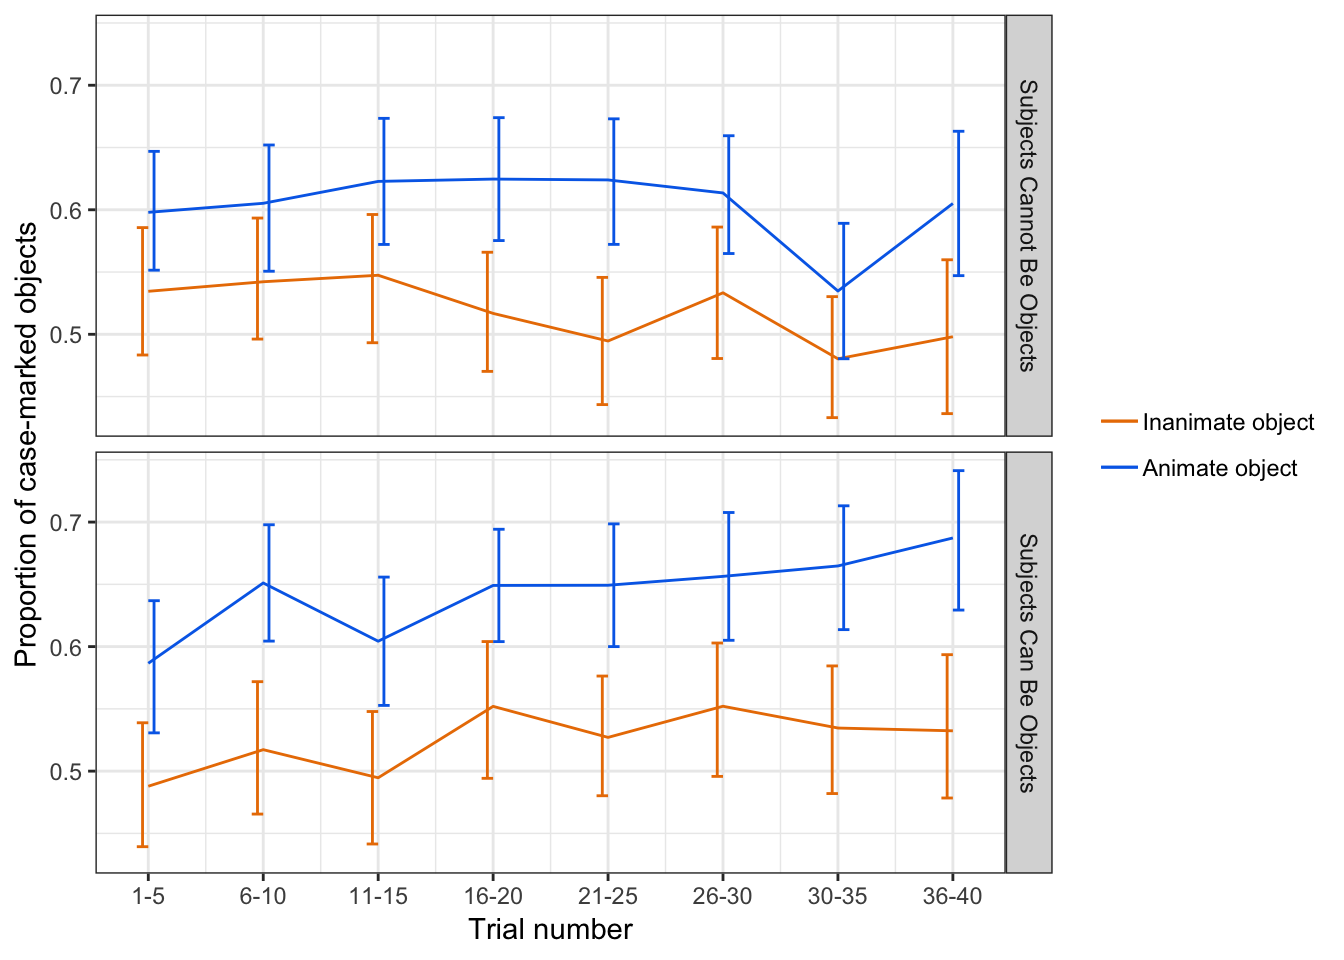 Proportion of case-marked objects
0.7
0.6
0.5
Subjects Cannot Be Objects
0.7
0.6
0.5
Subjects Can Be Objects
1-5 6-10 11-15 16-20 21-25 26-30 30-35 36-40
Trial number
Inanimate object
Animate object